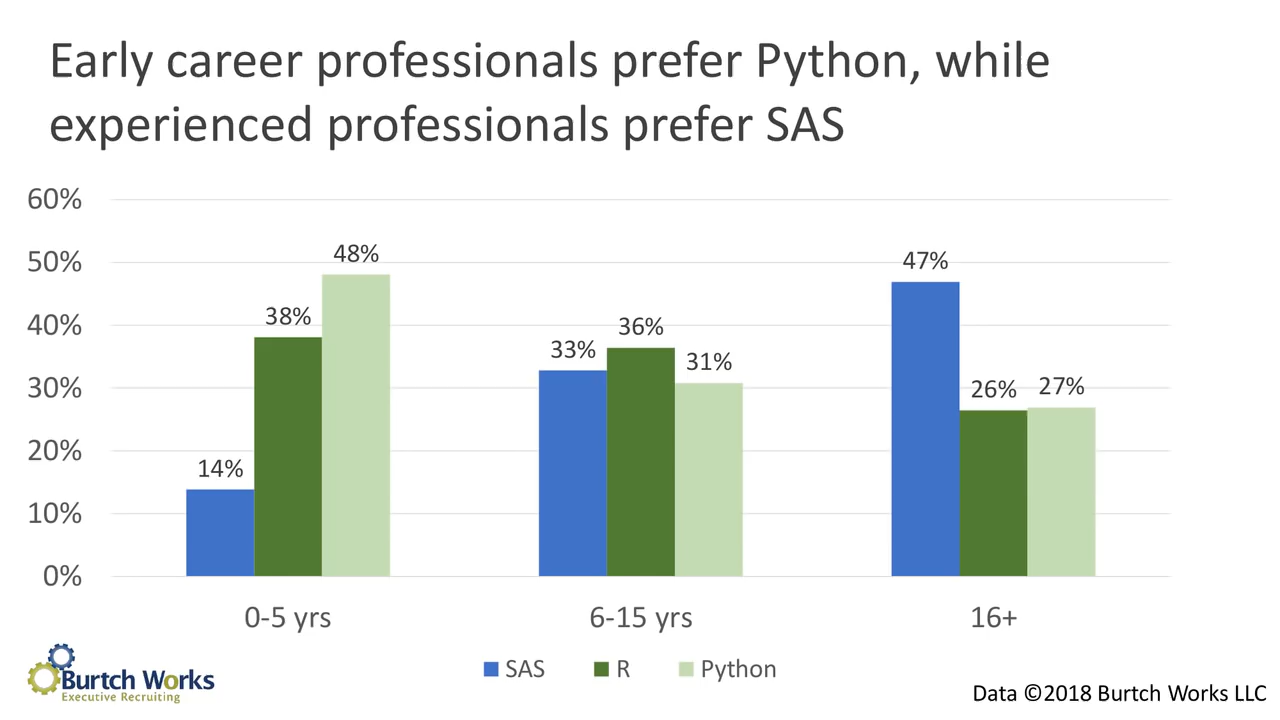 Early career professionals prefer Python, while
experienced professionals prefer SAS
60%
50%
40%
30%
20%
10%
0%
14%
38%
48%
33%
36%
31%
47%
26%
27%
0-5 yrs
6-15 yrs
16+
SAS
R
Python
Burtch Works
Executive Recruiting
Data ©2018 Burtch Works LLC